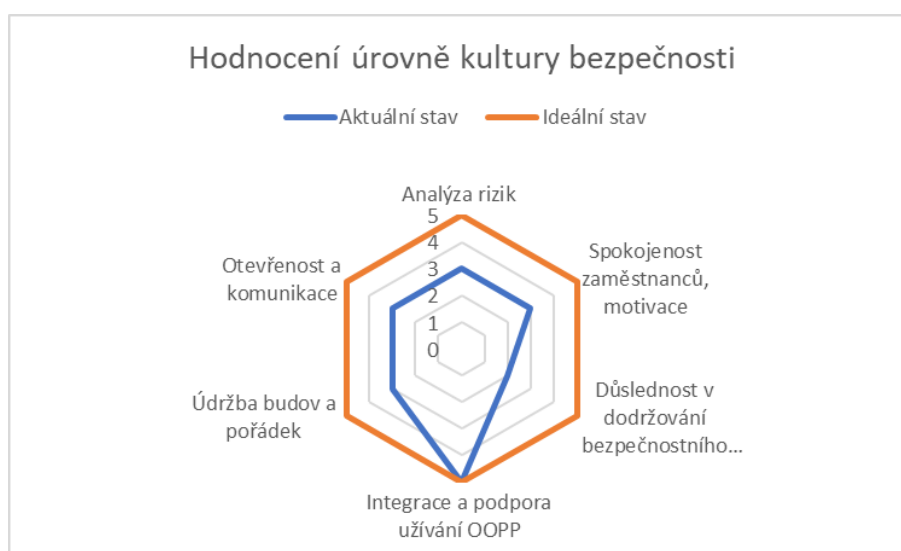 Hodnocení úrovně kultury bezpečnosti
Aktuální stav
Ideální stav
Analýza rizik
5
4
3
2
1
0
Spokojenost
zaměstnanců,
motivace
Důslednost v
dodržování
bezpečnostního...
Integrace a podpora
užívání OOPP
Údržba budov a
pořádek
Otevřenost a
komunikace